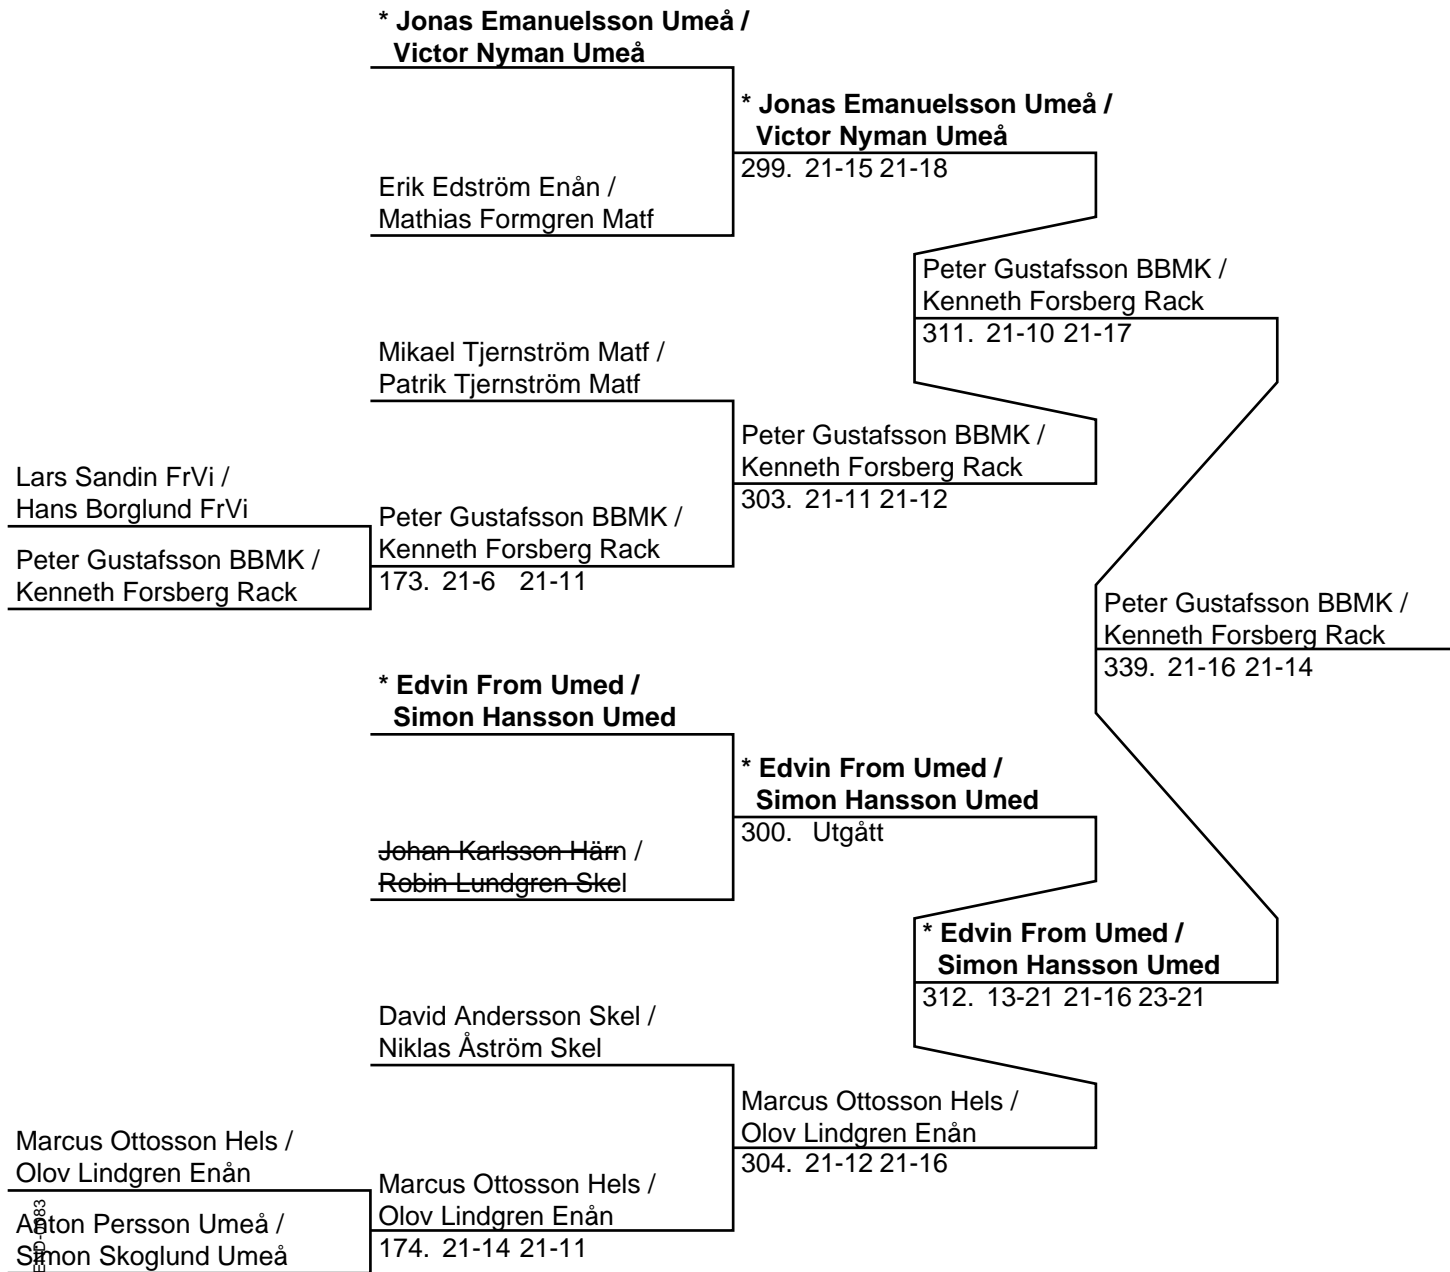 * Jonas Emanuelsson Umeå /
Victor Nyman Umeå
* Jonas Emanuelsson Umeå /
Victor Nyman Umeå
299. 21-15 21-18
Erik Edström Enån /
Mathias Formgren Matf
Peter Gustafsson BBMK /
Kenneth Forsberg Rack
311. 21-10 21-17
Mikael Tjernström Matf /
Patrik Tjernström Matf
Peter Gustafsson BBMK /
Kenneth Forsberg Rack
303. 21-11 21-12
Lars Sandin FrVi /
Hans Borglund FrVi
Peter Gustafsson BBMK /
Kenneth Forsberg Rack
173. 21-6 21-11
Peter Gustafsson BBMK /
Kenneth Forsberg Rack
Peter Gustafsson BBMK /
Kenneth Forsberg Rack
339. 21-16 21-14
* Edvin From Umed /
Simon Hansson Umed
* Edvin From Umed /
Simon Hansson Umed
300. Utgått
Johan Karlsson Härn /
Robin Lundgren Skel
* Edvin From Umed /
Simon Hansson Umed
312. 13-21 21-16 23-21
David Andersson Skel /
Niklas Åström Skel
Marcus Ottosson Hels /
Olov Lindgren Enån
304. 21-12 21-16
Marcus Ottosson Hels /
Olov Lindgren Enån
Marcus Ottosson Hels /
Olov Lindgren Enån
174. 21-14 21-11
Anton Persson Umeå /
Simon Skoglund Umeå